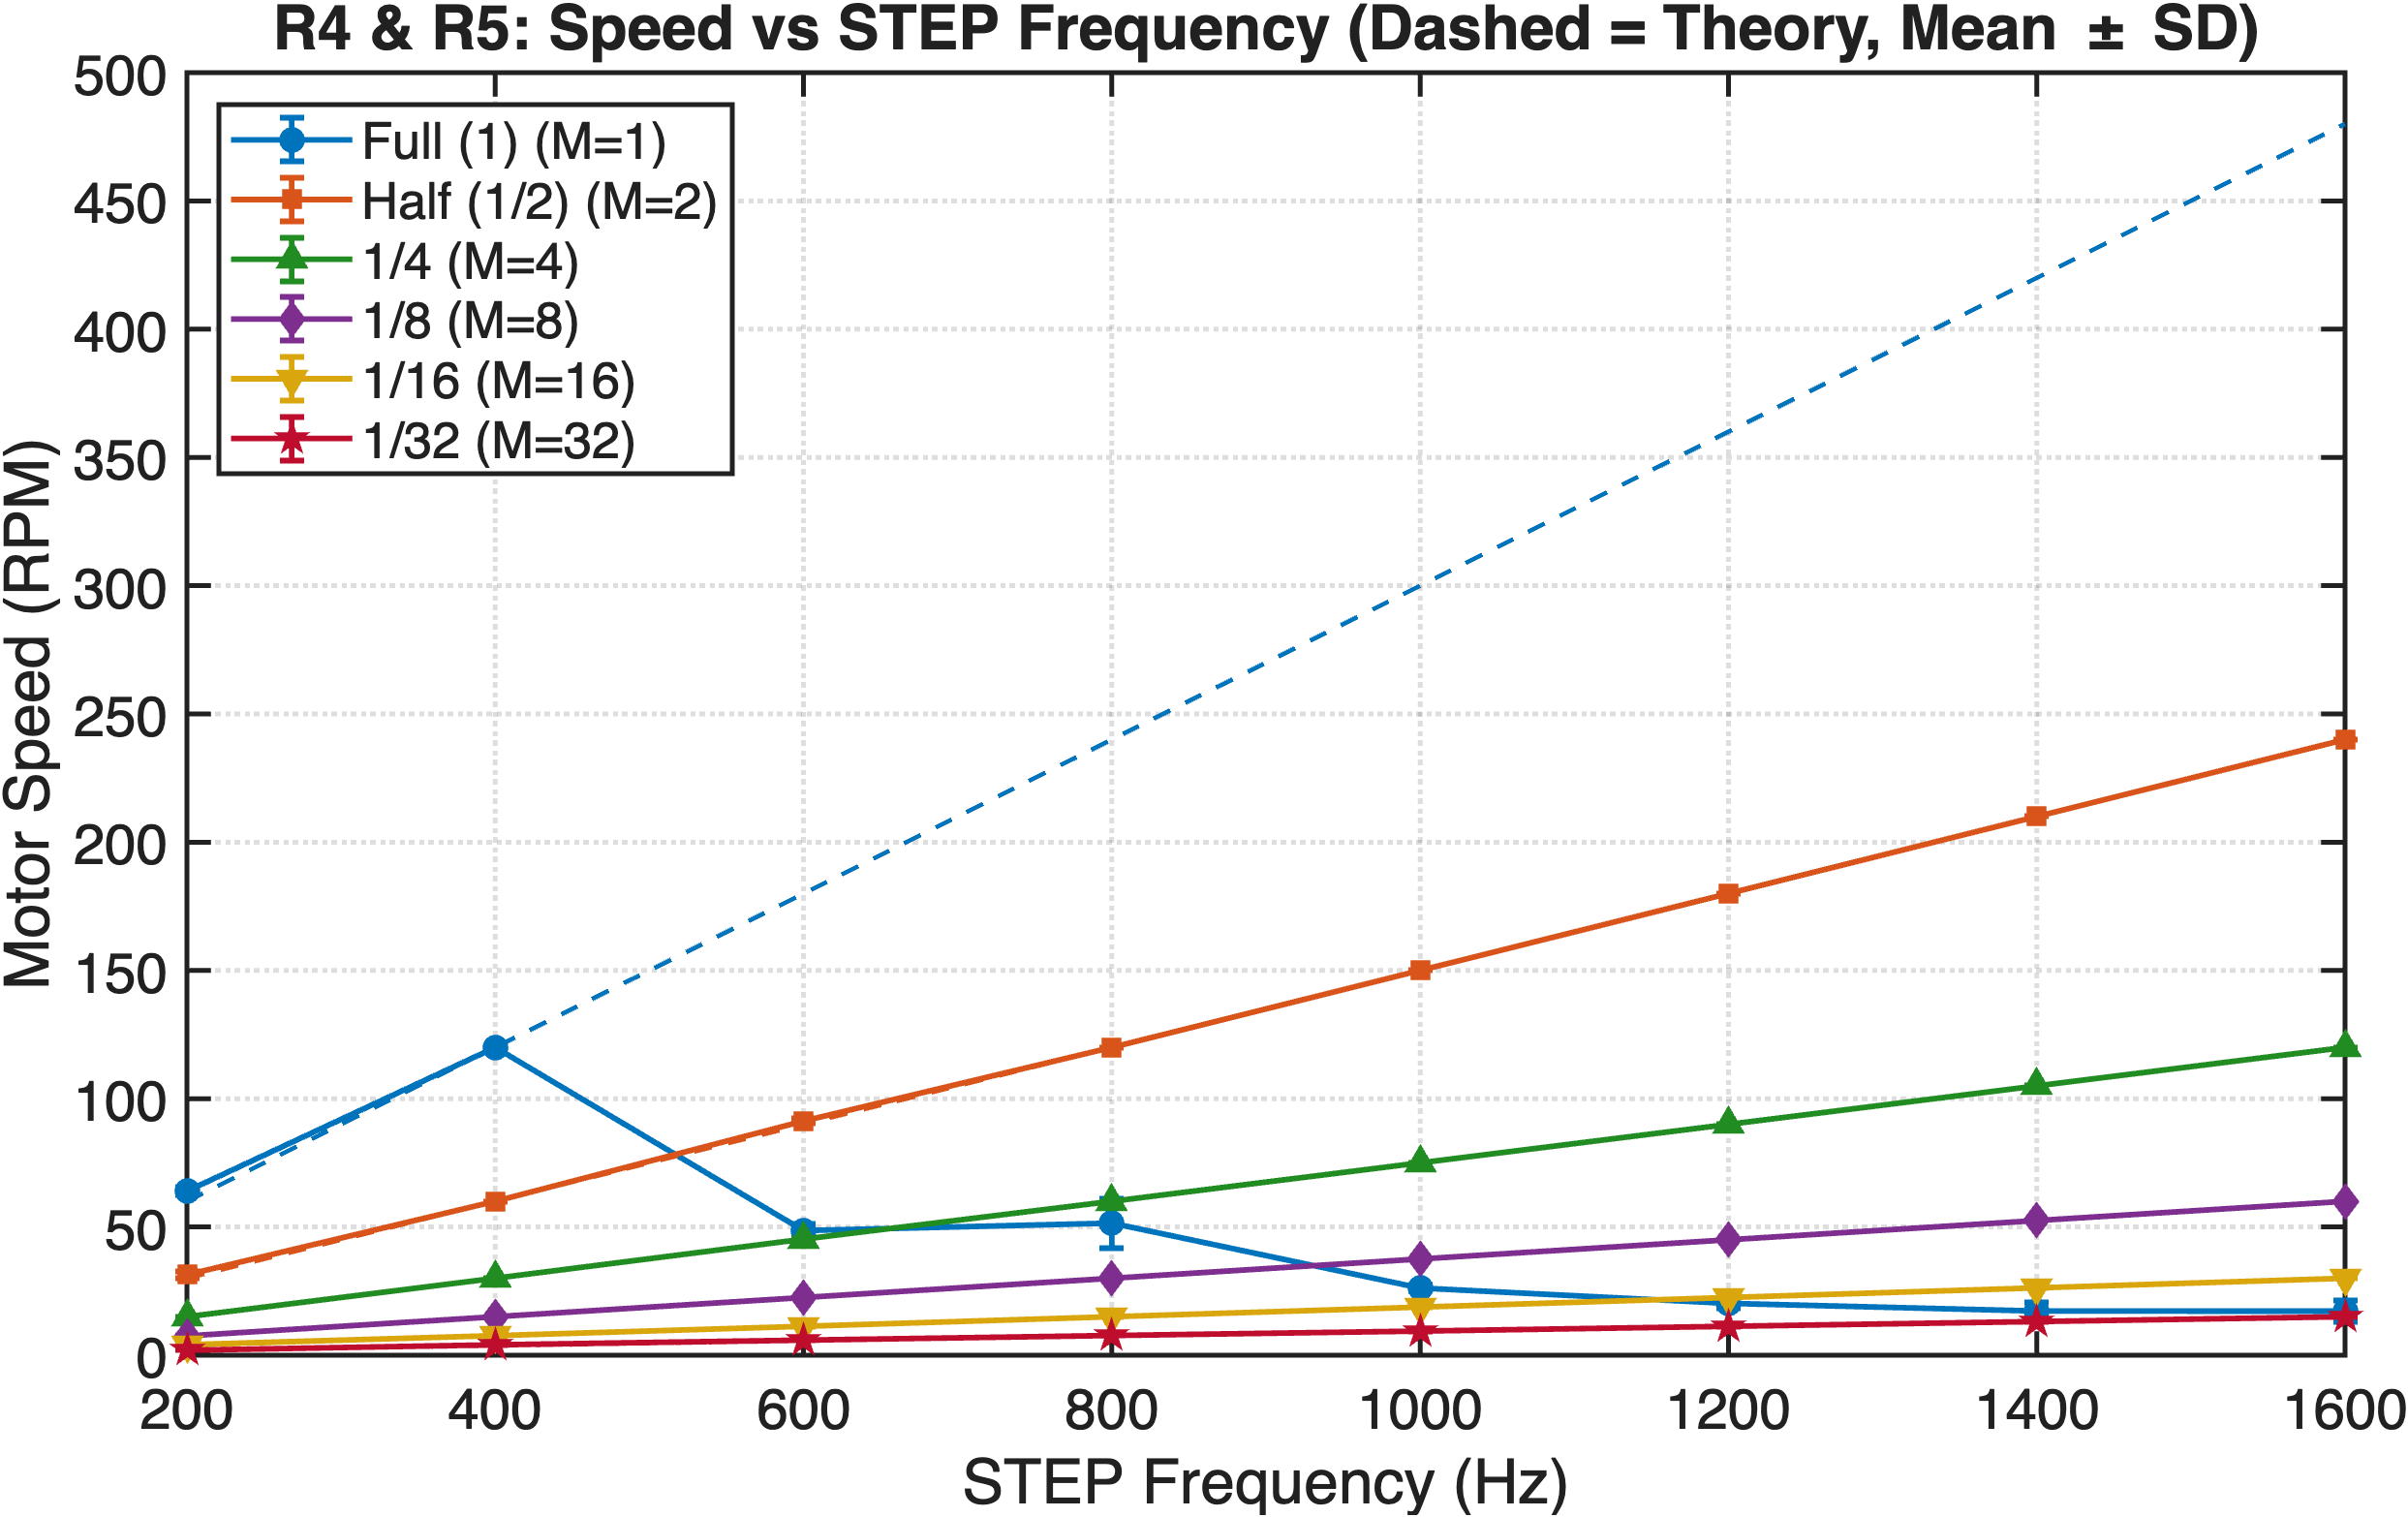 R4 & R5: Speed vs STEP Frequency (Dashed = Theory, Mean ± SD)
500
450
400
350
300
250
200
150
100
50
0
Motor Speed (RPM)
Full (1) (M=1)
Half (1/2) (M=2)
1/4 (M=4)
1/8 (M=8)
1/16 (M=16)
1/32 (M=32)
200 400 600 800 1000 1200 1400 1600
STEP Frequency (Hz)